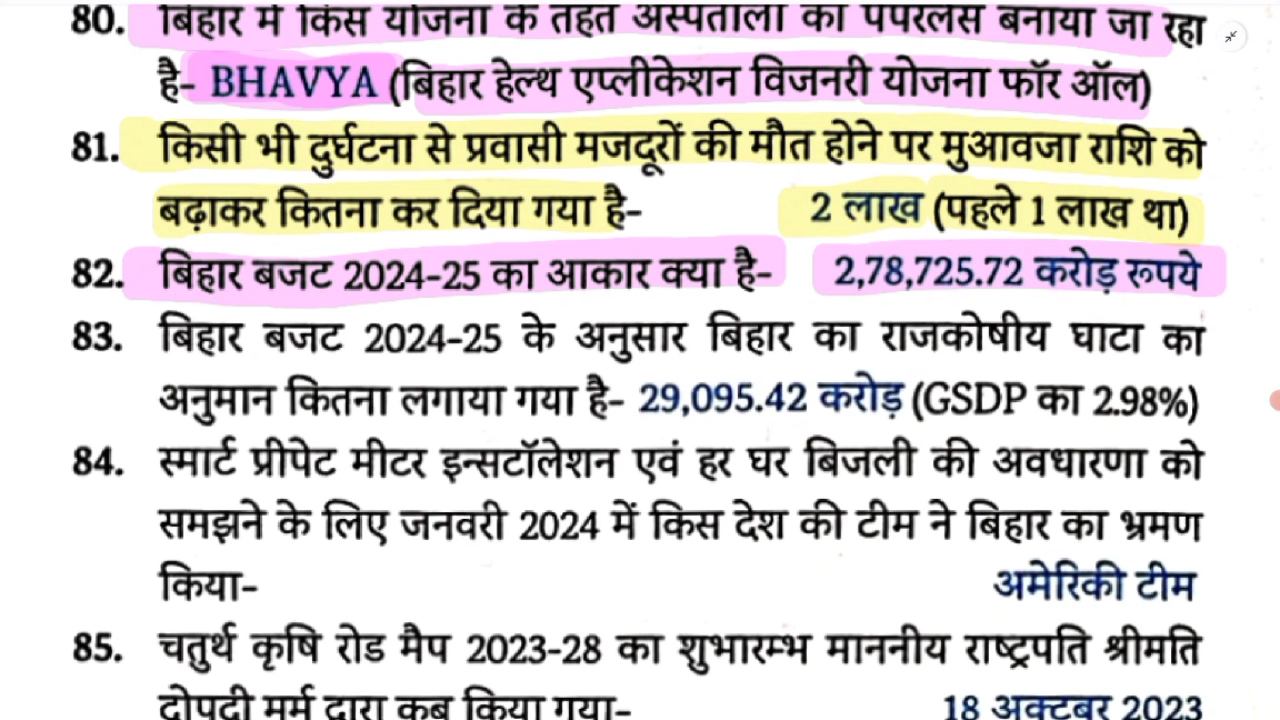 80. बिहार में किस योजना के तहत अस्पतालों को पेपरलेस बनाया जा रहा
है- BHAVYA (बिहार हेल्थ एप्लीकेशन विजनरी योजना फॉर ऑल)
81. किसी भी दुर्घटना से प्रवासी मजदूरों की मौत होने पर मुआवजा राशि को
बढ़ाकर कितना कर दिया गया है- 2 लाख (पहले 1 लाख था)
82. बिहार बजट 2024-25 का आकार क्या है- 2,78,725.72 करोड़ रूपये
83. बिहार बजट 2024-25 के अनुसार बिहार का राजकोषीय घाटा का
अनुमान कितना लगाया गया है- 29,095.42 करोड़ (GSDP का 2.98%)
84. स्मार्ट प्रीपेट मीटर इन्सटॉलेशन एवं हर घर बिजली की अवधारणा को
समझने के लिए जनवरी 2024 में किस देश की टीम ने बिहार का भ्रमण
किया- अमेरिकी टीम
85. चतुर्थ कृषि रोड मैप 2023-28 का शुभारम्भ माननीय राष्ट्रपति श्रीमति
द्रोपदी मुर्मू द्वारा कब किया गया- 18 अक्टूबर 2023